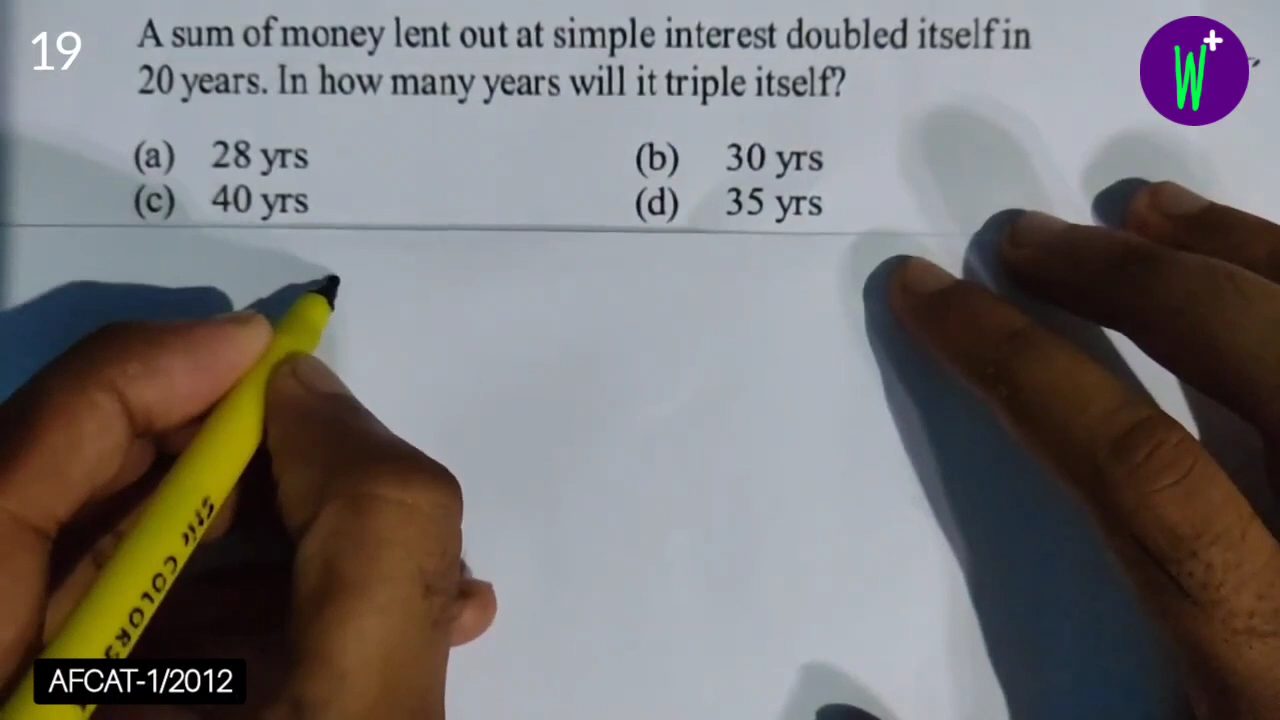 19
A sum of money lent out at simple interest doubled itself in
20 years. In how many years will it triple itself?
(a) 28 yrs (b) 30 yrs
(c) 40 yrs (d) 35 yrs
W+
COLOR
AFCAT-1/2012